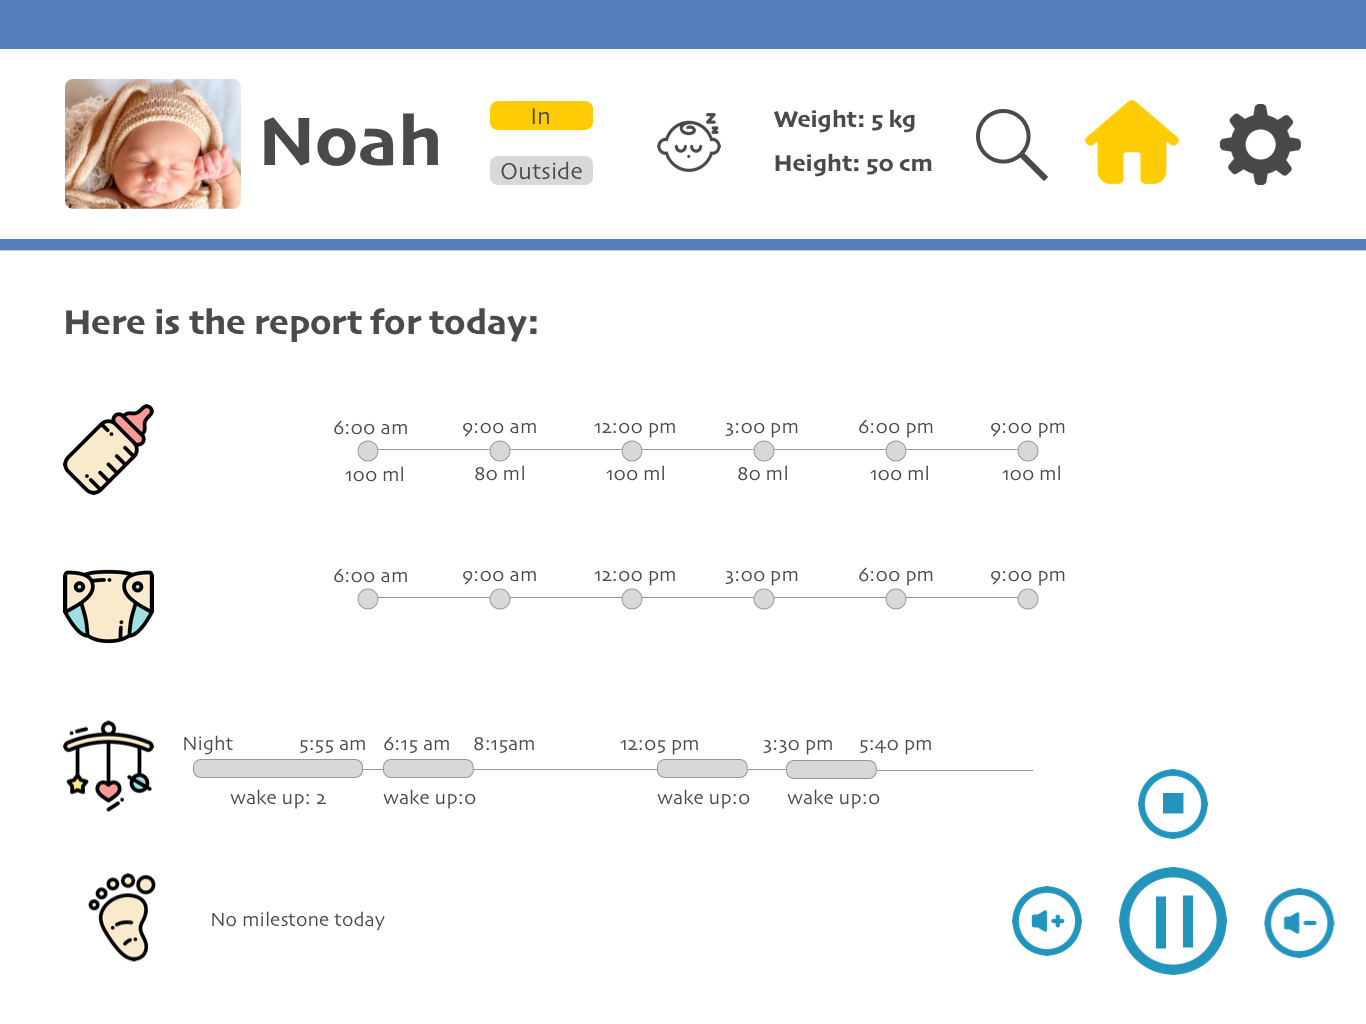 Noah
In
Outside
Weight: 5 kg
Height: 50 cm
Here is the report for today:
6:00 am 9:00 am 12:00 pm 3:00 pm 6:00 pm 9:00 pm
100 ml 80 ml 100 ml 80 ml 100 ml 100 ml
6:00 am 9:00 am 12:00 pm 3:00 pm 6:00 pm 9:00 pm
Night 5:55 am 6:15 am 8:15am 12:05 pm 3:30 pm 5:40 pm
wake up: 2 wake up:0 wake up:0 wake up:0
No milestone today